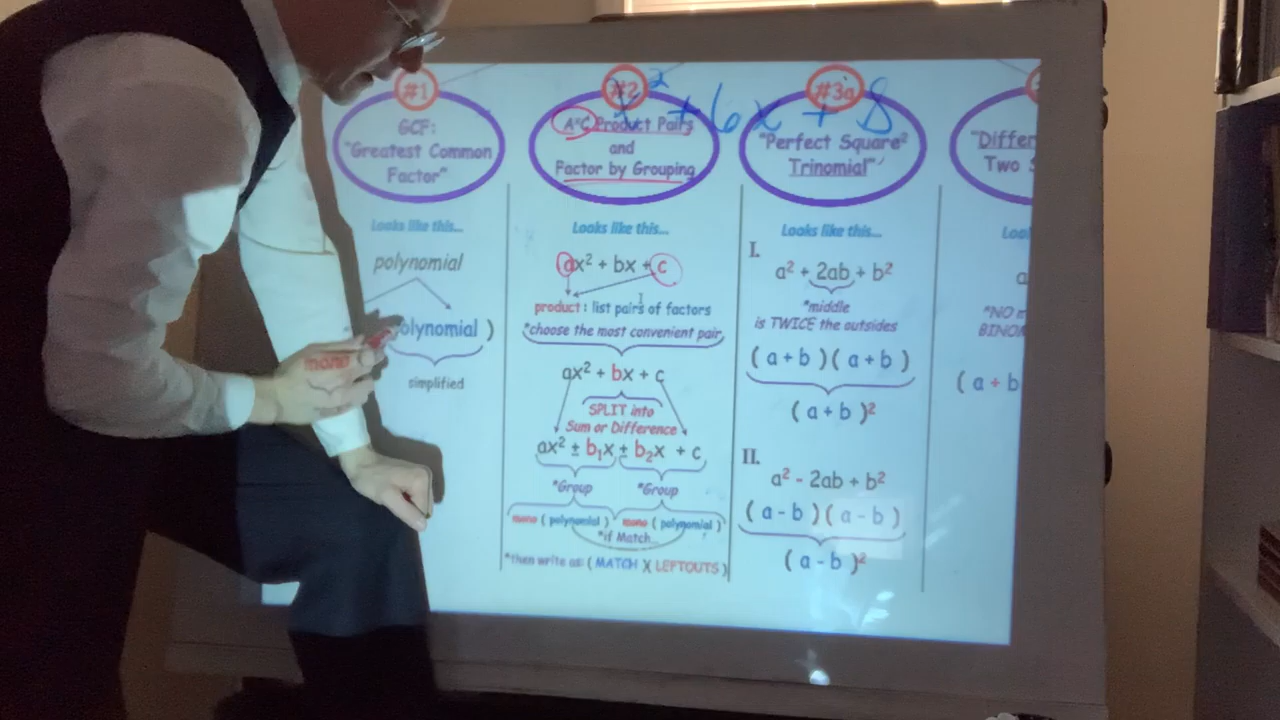 x² + 6x + 8
#1
GCF:
"Greatest Common
Factor"
Looks like this...
polynomial
mono
olynomial )
simplified
#2
A*C Product Pairs
and
Factor by Grouping
Looks like this...
ax² + bx + c
product: list pairs of factors
*choose the most convenient pair
ax² + bx + c
SPLIT into
Sum or Difference
ax² ± b₁x ± b₂x + c
*Group *Group
mono ( polynomial ) mono ( polynomial )
*if Match...
*then write as: ( MATCH )( LEFTOUTS )
#3a
"Perfect Square²
Trinomial"
Looks like this...
I.
a² + 2ab + b²
*middle
is TWICE the outsides
( a + b ) ( a + b )
( a + b )²
II.
a² - 2ab + b²
( a - b ) ( a - b )
( a - b )²
"Differ
Two
Loo
a
*NO
BINO
( a + b